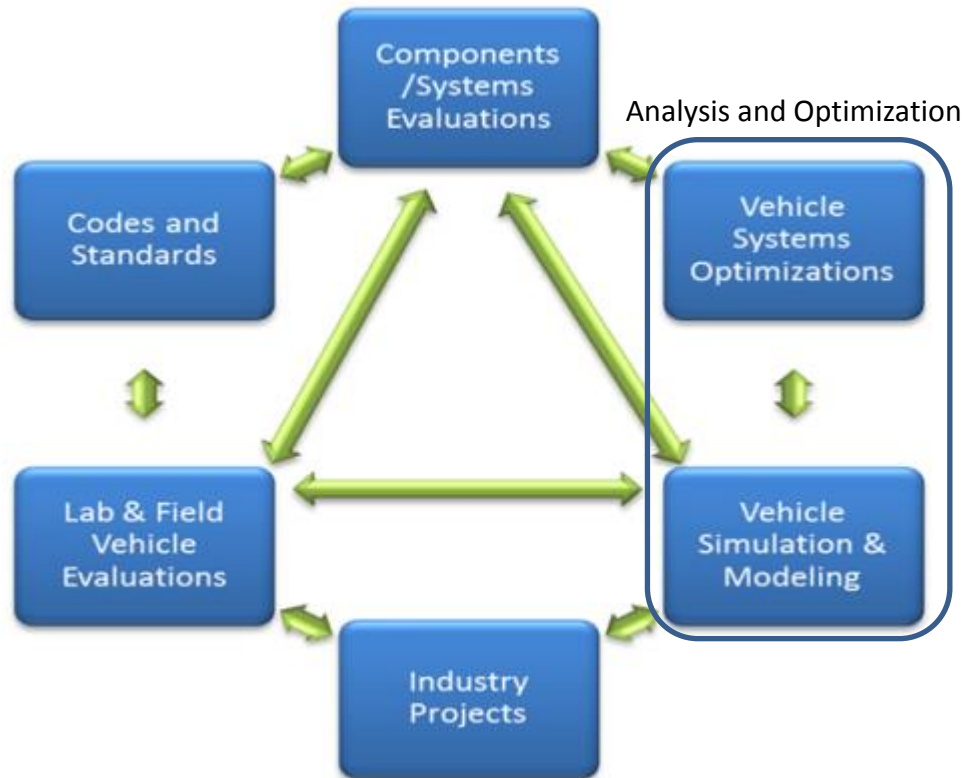 Components
/Systems
Evaluations
Analysis and Optimization
Codes and
Standards
Vehicle
Systems
Optimizations
Lab & Field
Vehicle
Evaluations
Vehicle
Simulation &
Modeling
Industry
Projects